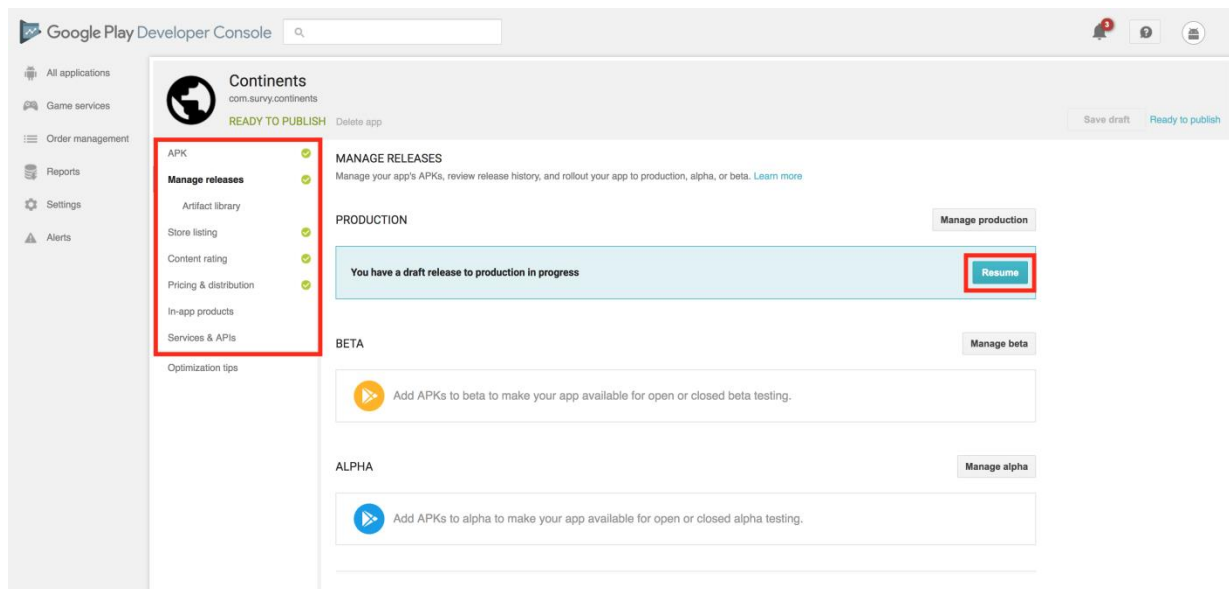 Google Play Developer Console
3
All applications
Game services
Order management
Reports
Settings
Alerts
Continents
com.survy.continents
READY TO PUBLISH Delete app
Save draft Ready to publish
APK
Manage releases
Artifact library
Store listing
Content rating
Pricing & distribution
In-app products
Services & APIs
Optimization tips
MANAGE RELEASES
Manage your app's APKs, review release history, and rollout your app to production, alpha, or beta. Learn more
PRODUCTION
Manage production
You have a draft release to production in progress
Resume
BETA
Manage beta
Add APKs to beta to make your app available for open or closed beta testing.
ALPHA
Manage alpha
Add APKs to alpha to make your app available for open or closed alpha testing.